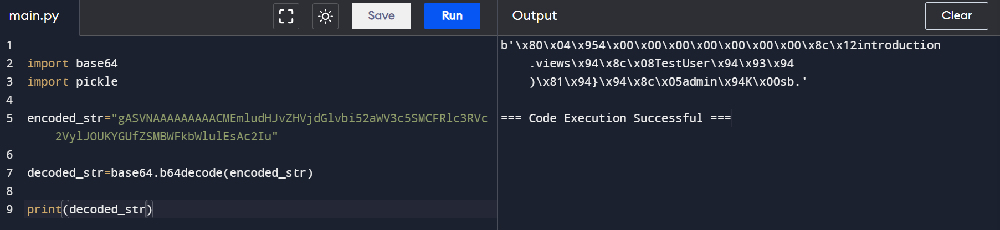 main.py
Save
Run
Output
Clear
1
2 import base64
3 import pickle
4
5 encoded_str="gASVNAAAAAAAAACMEmludHJvZHVjdGlvbi52aWV3c5SMCFRlc3RVc
2VylJOUKYGUfZSMBWFkbWlulEsAc2Iu"
6
7 decoded_str=base64.b64decode(encoded_str)
8
9 print(decoded_str)
b'\x80\x04\x954\x00\x00\x00\x00\x00\x00\x00\x8c\x12introduction
.views\x94\x8c\x08TestUser\x94\x93\x94
)\x81\x94}\x94\x8c\x05admin\x94K\x00sb.'
=== Code Execution Successful ===